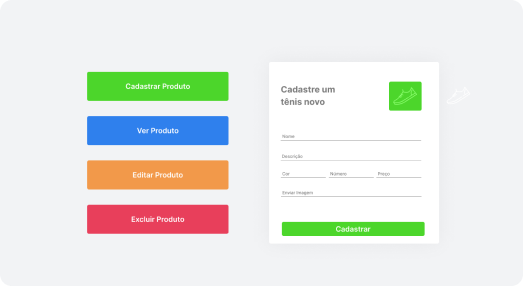 Cadastrar Produto
Ver Produto
Editar Produto
Excluir Produto
Cadastre um
tênis novo
Nome
Descrição
Cor
Número
Preço
Enviar Imagem
Cadastrar